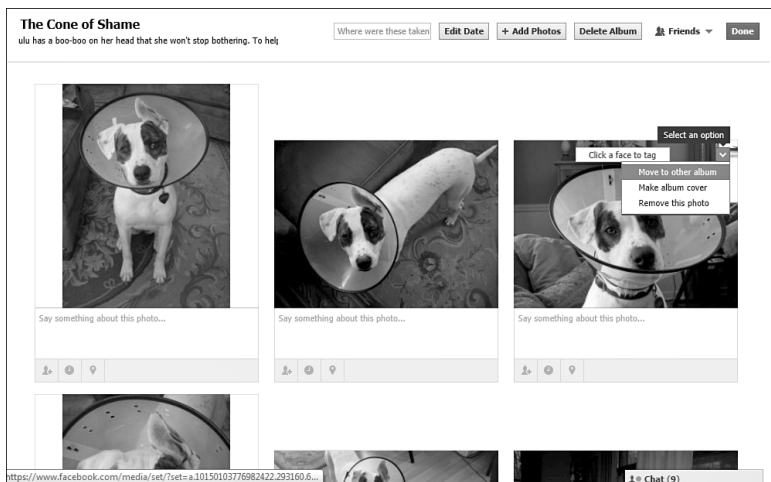 The Cone of Shame
ulu has a boo-boo on her head that she won't stop bothering. To help
Where were these taken
Edit Date
+ Add Photos
Delete Album
Friends
Done
Select an option
Click a face to tag
Move to other album
Make album cover
Remove this photo
Say something about this photo...
Say something about this photo...
Say something about this photo...
https://www.facebook.com/media/set/?set=a.10150103776982422.293160.6...
Chat (9)